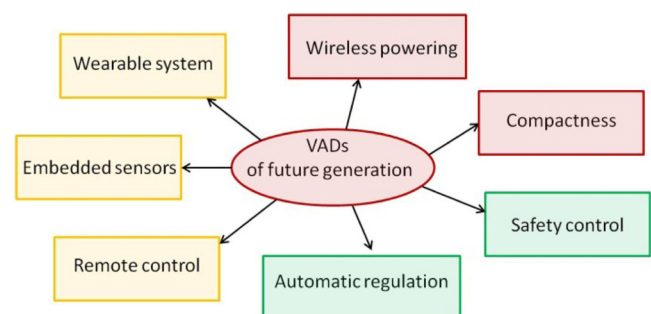 Wireless powering
Wearable system
Compactness
VADs
of future generation
Embedded sensors
Safety control
Remote control
Automatic regulation